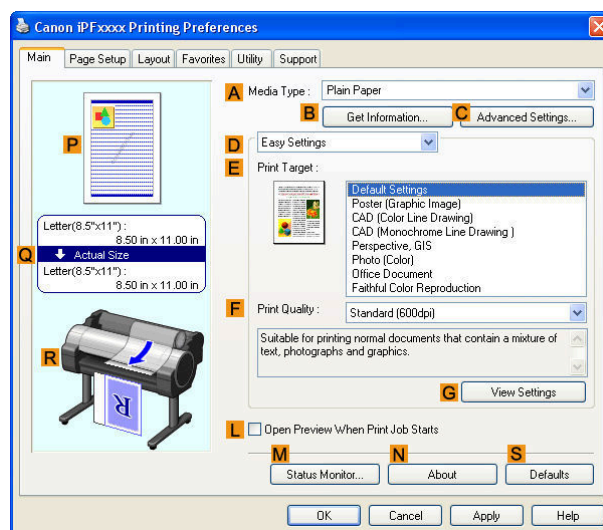 Canon iPFxxxx Printing Preferences
Main Page Setup Layout Favorites Utility Support
A Media Type : Plain Paper
B Get Information... C Advanced Settings...
P
D Easy Settings
E Print Target :
Default Settings
Poster (Graphic Image)
CAD (Color Line Drawing)
CAD (Monochrome Line Drawing )
Perspective, GIS
Photo (Color)
Office Document
Faithful Color Reproduction
Letter(8.5"x11") :
8.50 in x 11.00 in
Q Actual Size
Letter(8.5"x11") :
8.50 in x 11.00 in
F Print Quality : Standard (600dpi)
Suitable for printing normal documents that contain a mixture of
text, photographs and graphics.
R
R
G View Settings
L Open Preview When Print Job Starts
M N S
Status Monitor... About Defaults
OK Cancel Apply Help